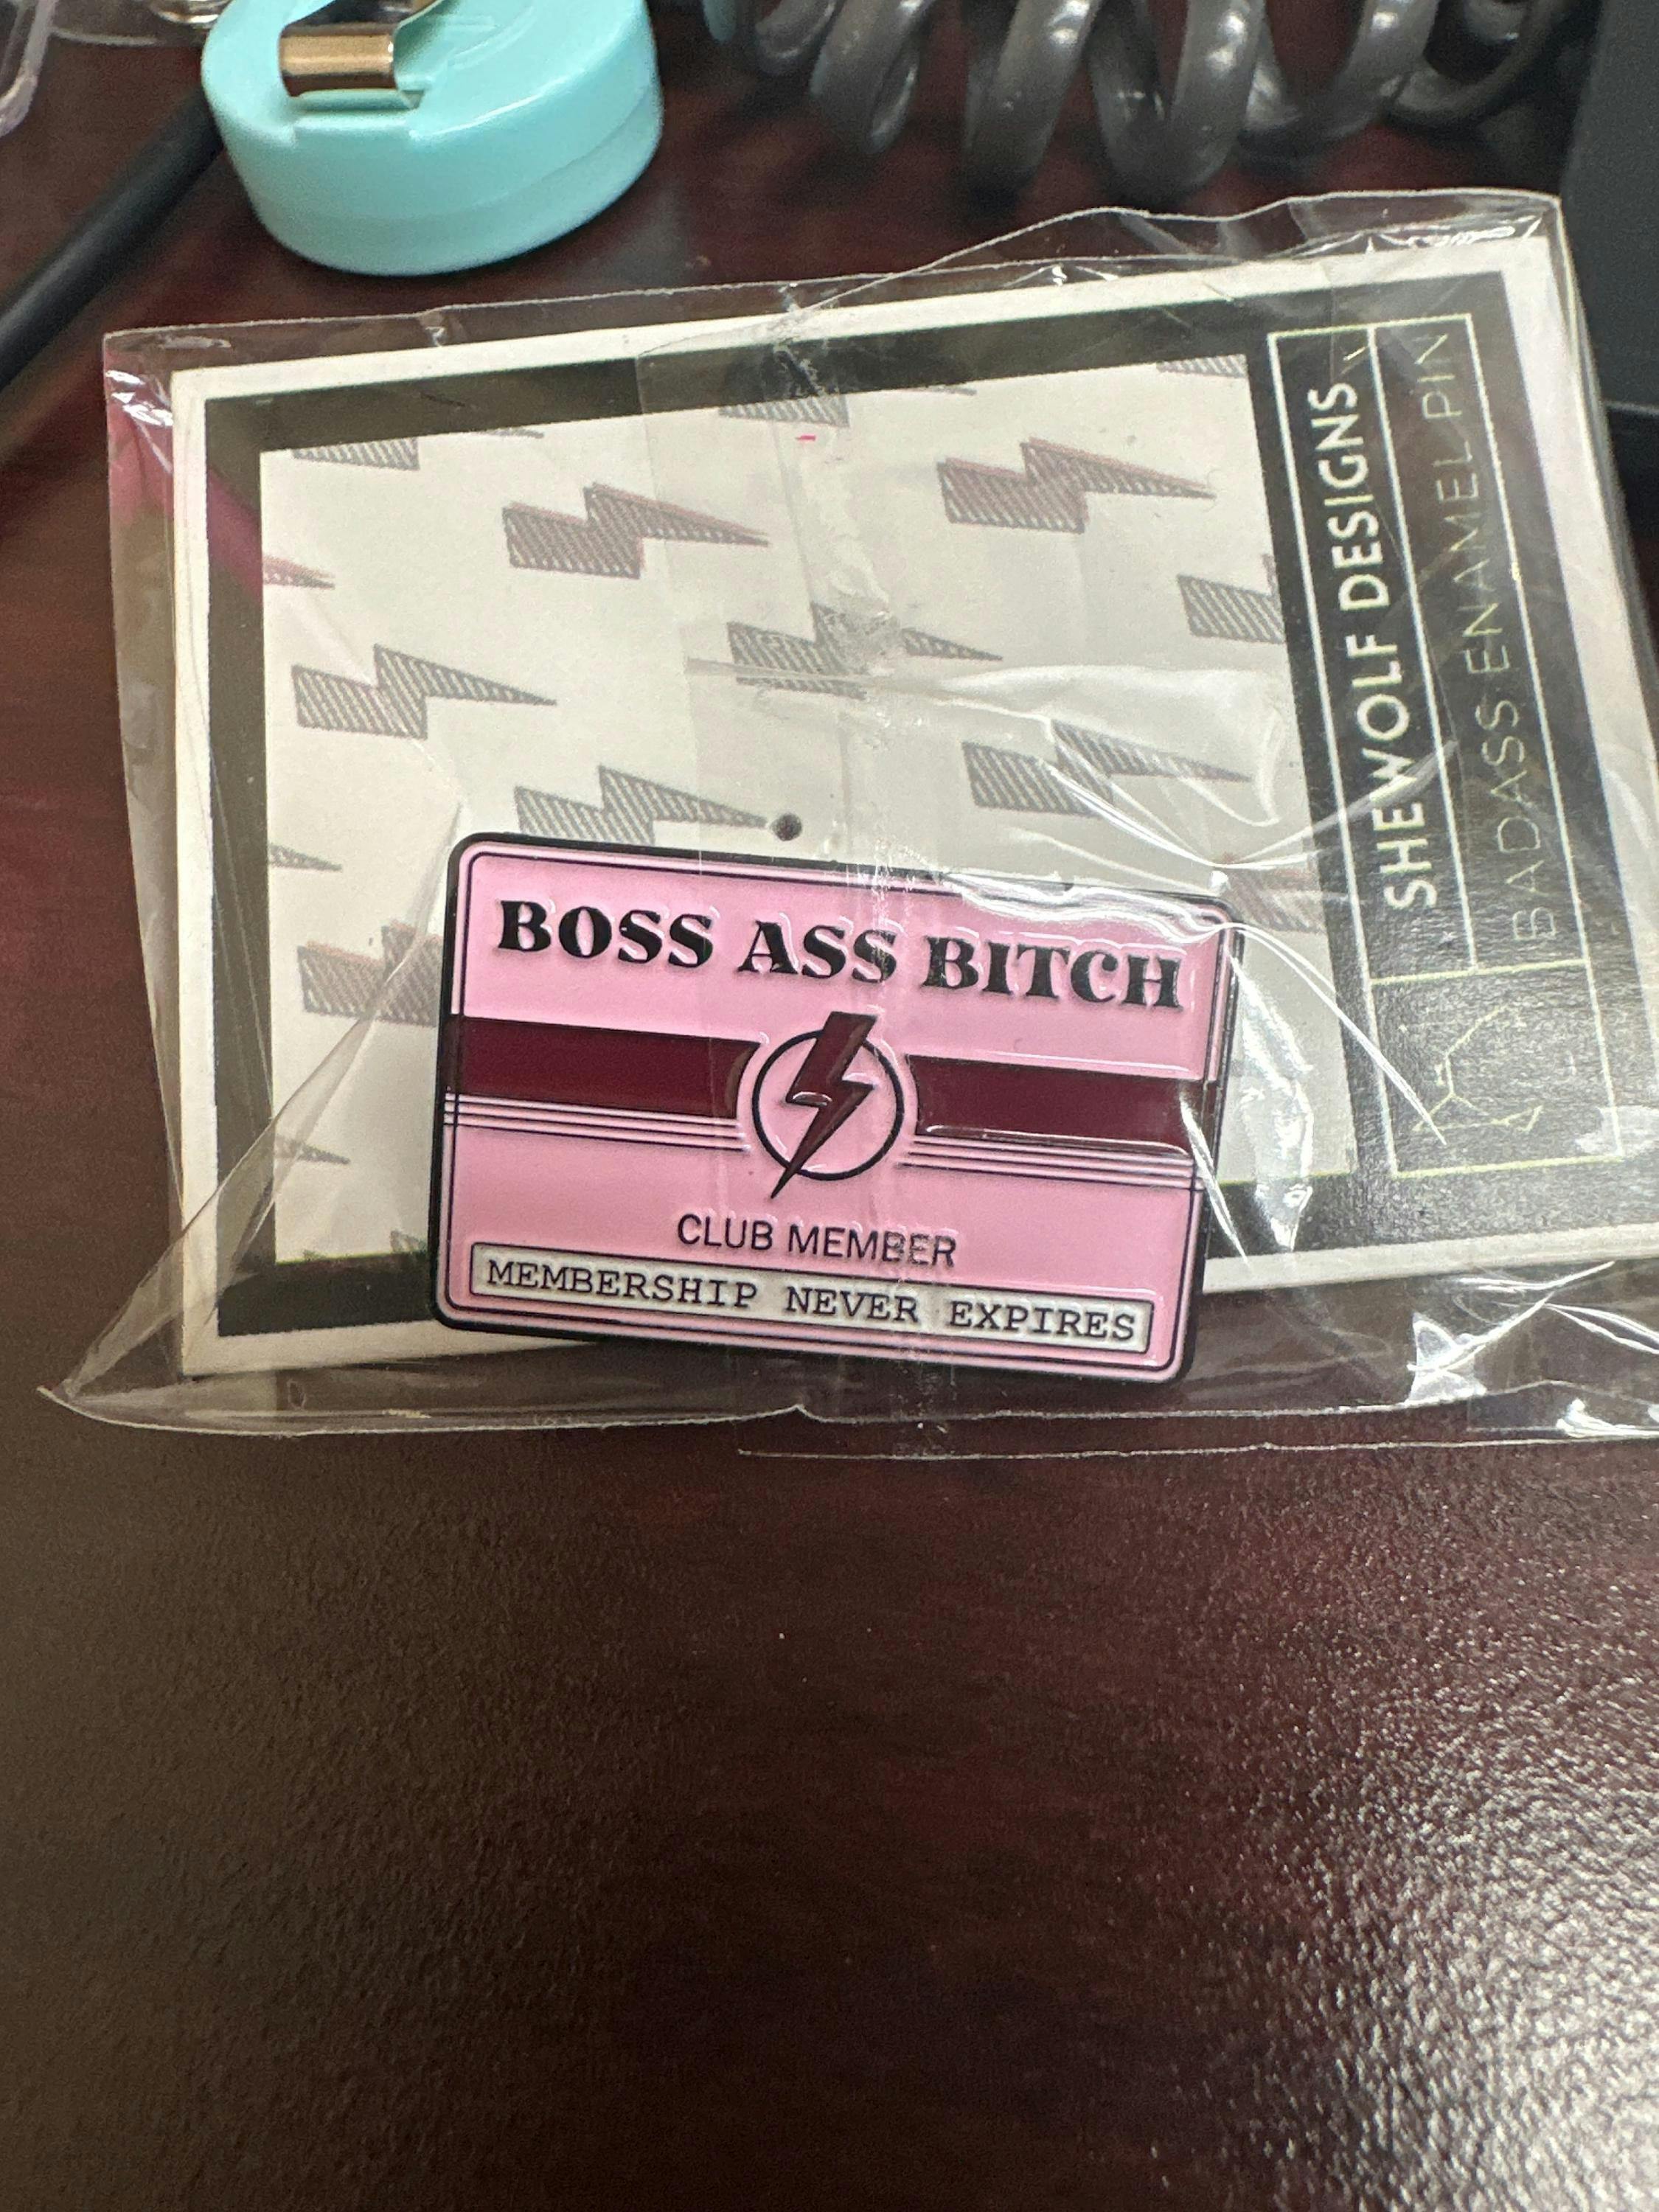 SHEWOLF DESIGNS
BADASS ENAMEL PIN
BOSS ASS BITCH
CLUB MEMBER
MEMBERSHIP NEVER EXPIRES